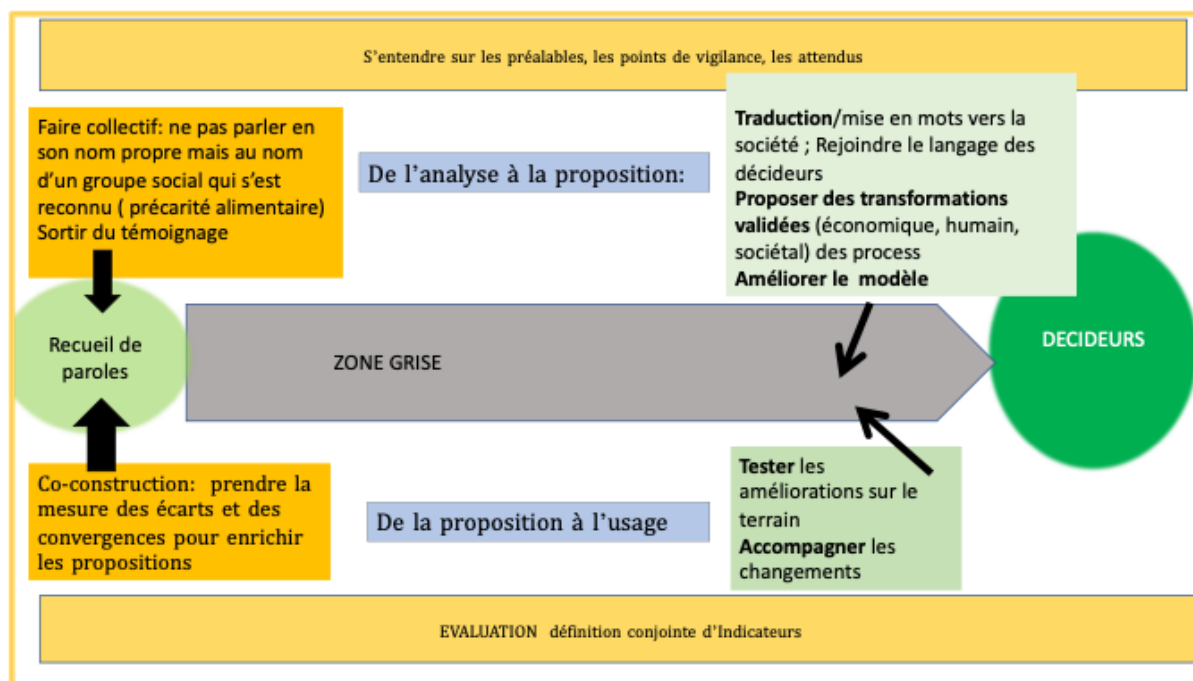 S'entendre sur les préalables, les points de vigilance, les attendus
Faire collectif: ne pas parler en
son nom propre mais au nom
d'un groupe social qui s'est
reconnu ( précarité alimentaire)
Sortir du témoignage
De l'analyse à la proposition:
Traduction/mise en mots vers la
société ; Rejoindre le langage des
décideurs
Proposer des transformations
validées (économique, humain,
sociétal) des process
Améliorer le modèle
Recueil de
paroles
ZONE GRISE
DECIDEURS
Co-construction: prendre la
mesure des écarts et des
convergences pour enrichir
les propositions
De la proposition à l'usage
Tester les
améliorations sur le
terrain
Accompagner les
changements
EVALUATION définition conjointe d'Indicateurs